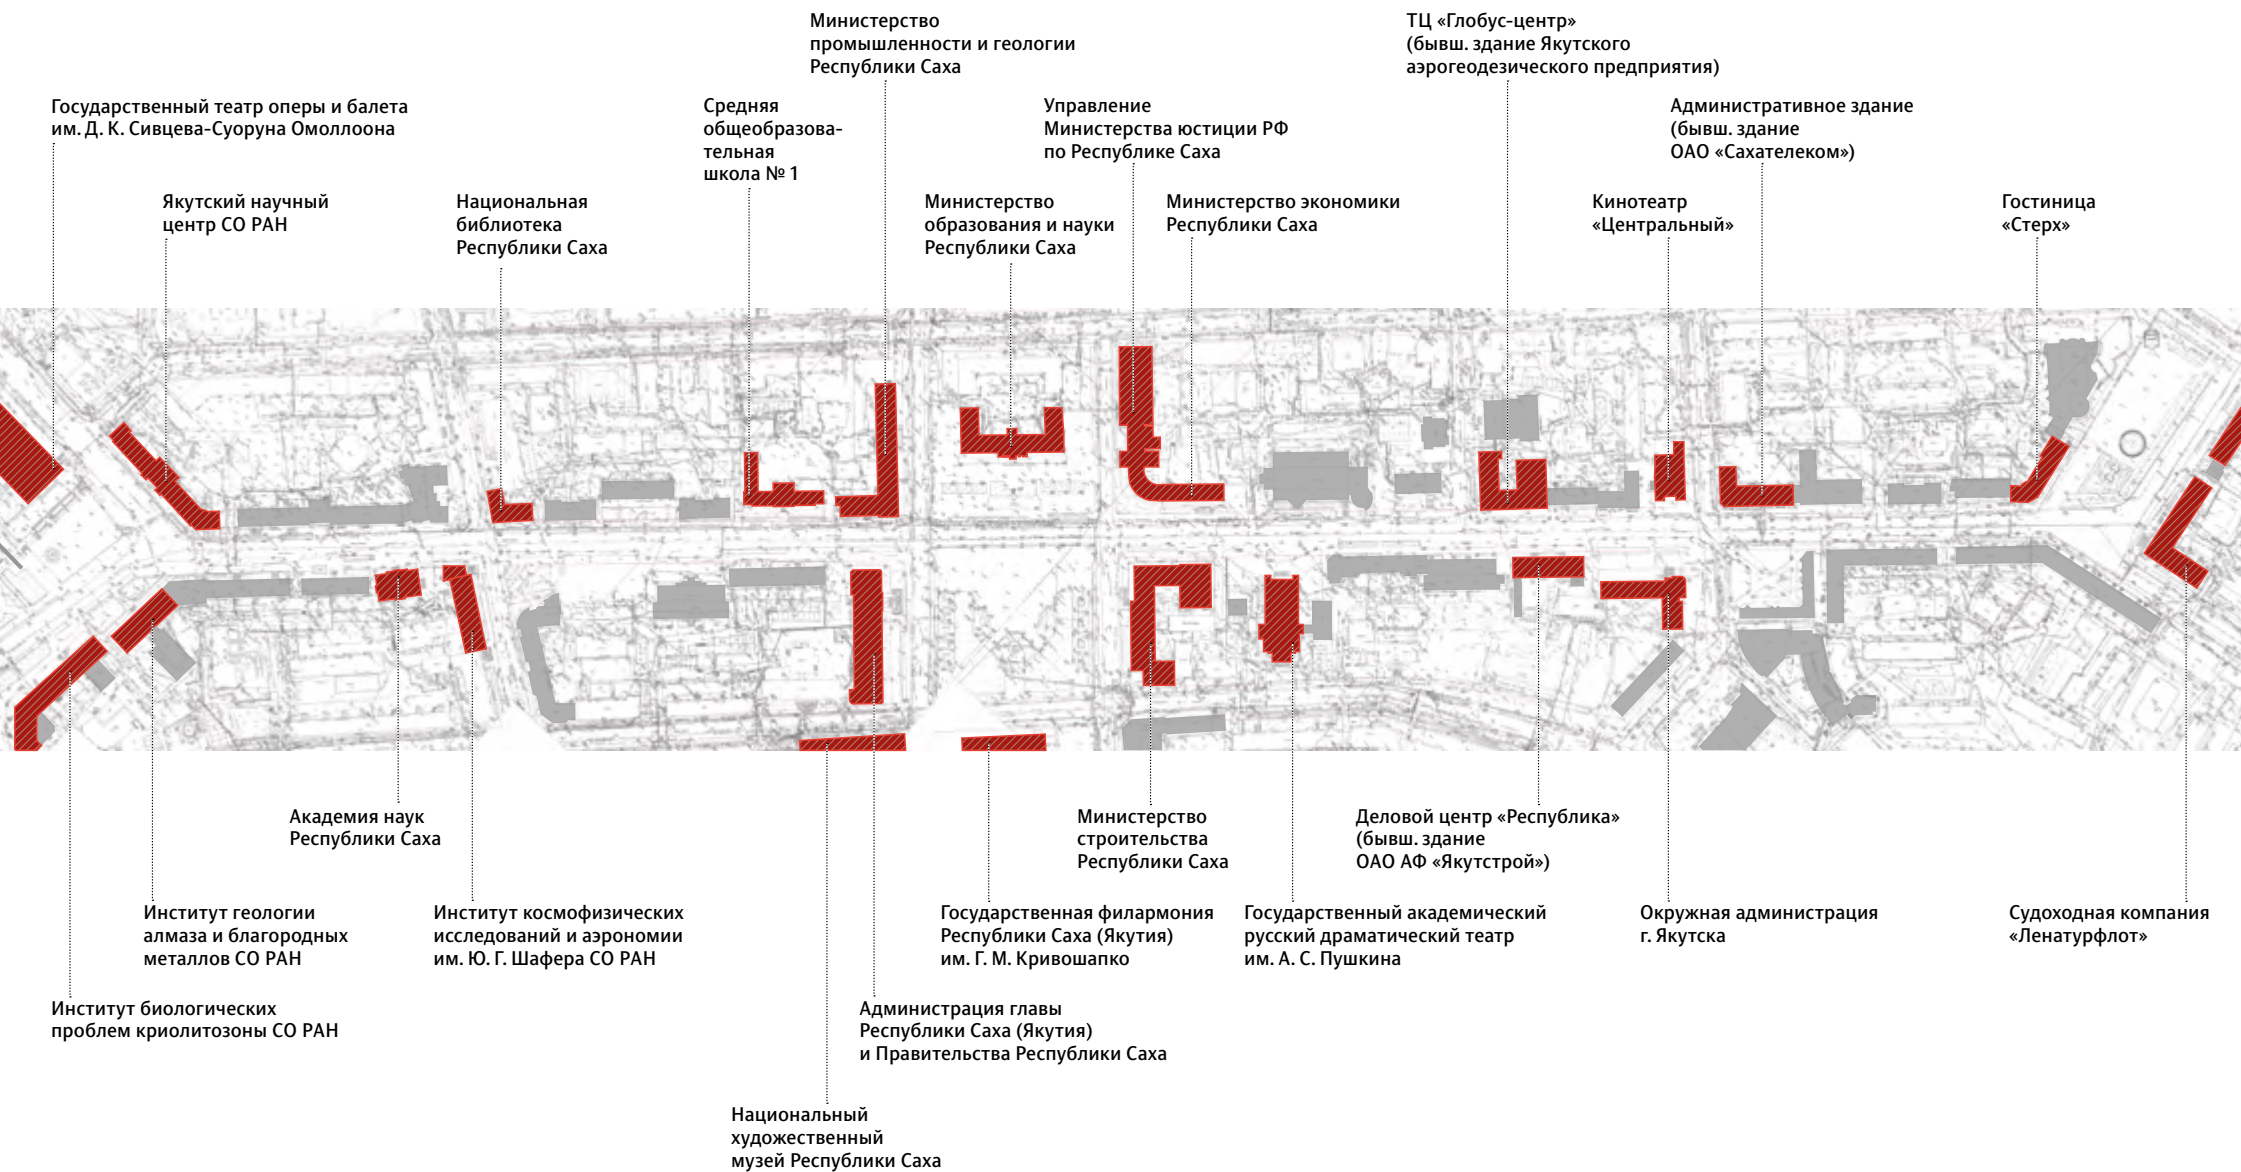 Министерство
промышленности и геологии
Республики Саха
ТЦ «Глобус-центр»
(бывш. здание Якутского
аэрогеодезического предприятия)
Государственный театр оперы и балета
им. Д. К. Сивцева-Суоруна Омоллоона
Средняя
общеобразова-
тельная
школа № 1
Управление
Министерства юстиции РФ
по Республике Саха
Административное здание
(бывш. здание
ОАО «Сахателеком»)
Якутский научный
центр СО РАН
Национальная
библиотека
Республики Саха
Министерство
образования и науки
Республики Саха
Министерство экономики
Республики Саха
Кинотеатр
«Центральный»
Гостиница
«Стерх»
Академия наук
Республики Саха
Министерство
строительства
Республики Саха
Деловой центр «Республика»
(бывш. здание
ОАО АФ «Якутстрой»)
Институт геологии
алмаза и благородных
металлов СО РАН
Институт космофизических
исследований и аэрономии
им. Ю. Г. Шафера СО РАН
Государственная филармония
Республики Саха (Якутия)
им. Г. М. Кривошапко
Государственный академический
русский драматический театр
им. А. С. Пушкина
Окружная администрация
г. Якутска
Судоходная компания
«Ленатурфлот»
Институт биологических
проблем криолитозоны СО РАН
Администрация главы
Республики Саха (Якутия)
и Правительства Республики Саха
Национальный
художественный
музей Республики Саха